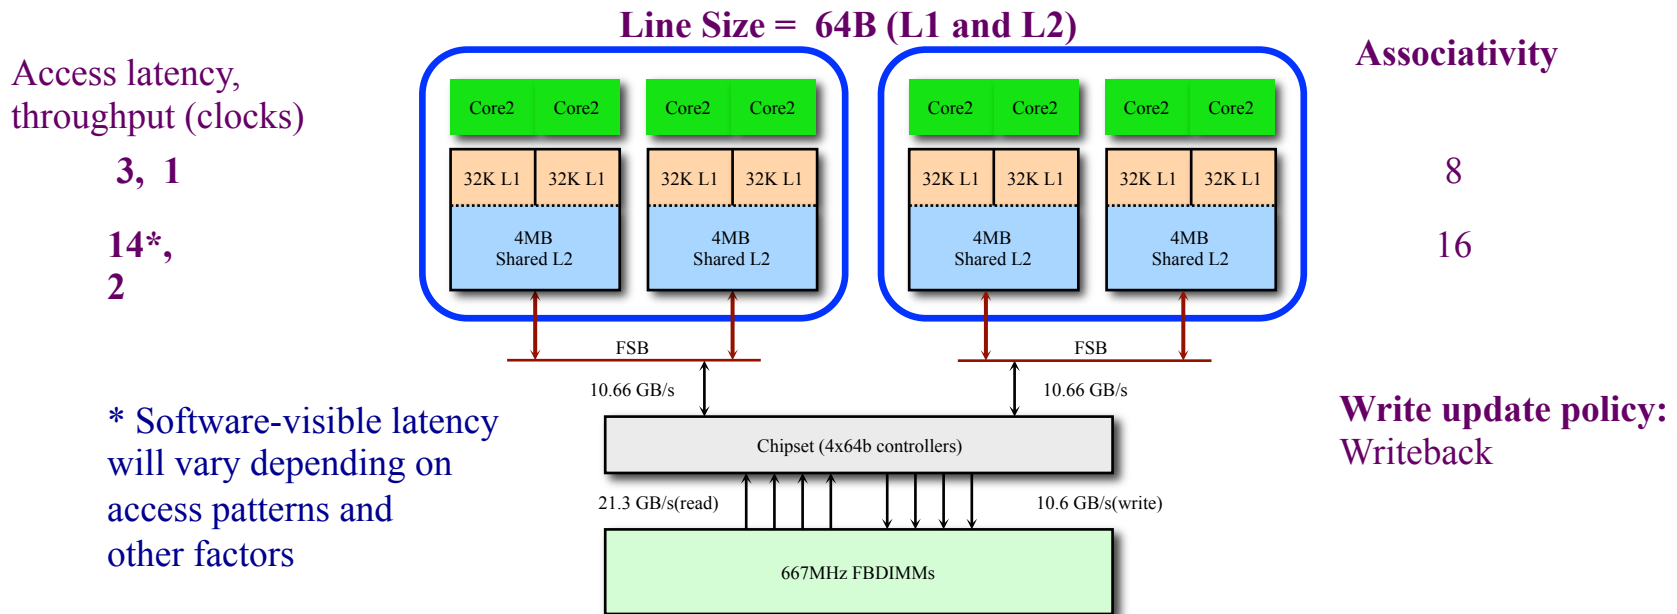 Line Size =  64B (L1 and L2)
Associativity
Access latency,
throughput (clocks)
Core2 Core2 Core2 Core2 Core2 Core2 Core2 Core2
3,  1
32K L1 32K L1 32K L1 32K L1 32K L1 32K L1 32K L1 32K L1
8
14*,
2
4MB
Shared L2
4MB
Shared L2
4MB
Shared L2
4MB
Shared L2
16
FSB
FSB
10.66 GB/s
10.66 GB/s
* Software-visible latency
will vary depending on
access patterns and
other factors
Chipset (4x64b controllers)
Write update policy:
Writeback
21.3 GB/s(read)
10.6 GB/s(write)
667MHz FBDIMMs